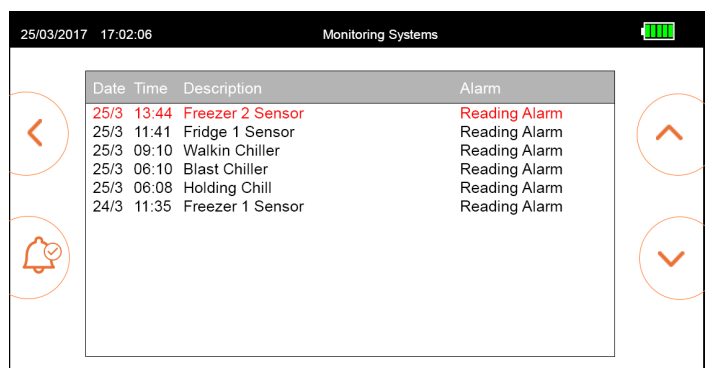 25/03/2017 17:02:06 Monitoring Systems
Date Time Description Alarm
25/3 13:44 Freezer 2 Sensor Reading Alarm
25/3 11:41 Fridge 1 Sensor Reading Alarm
25/3 09:10 Walkin Chiller Reading Alarm
25/3 06:10 Blast Chiller Reading Alarm
25/3 06:08 Holding Chill Reading Alarm
24/3 11:35 Freezer 1 Sensor Reading Alarm